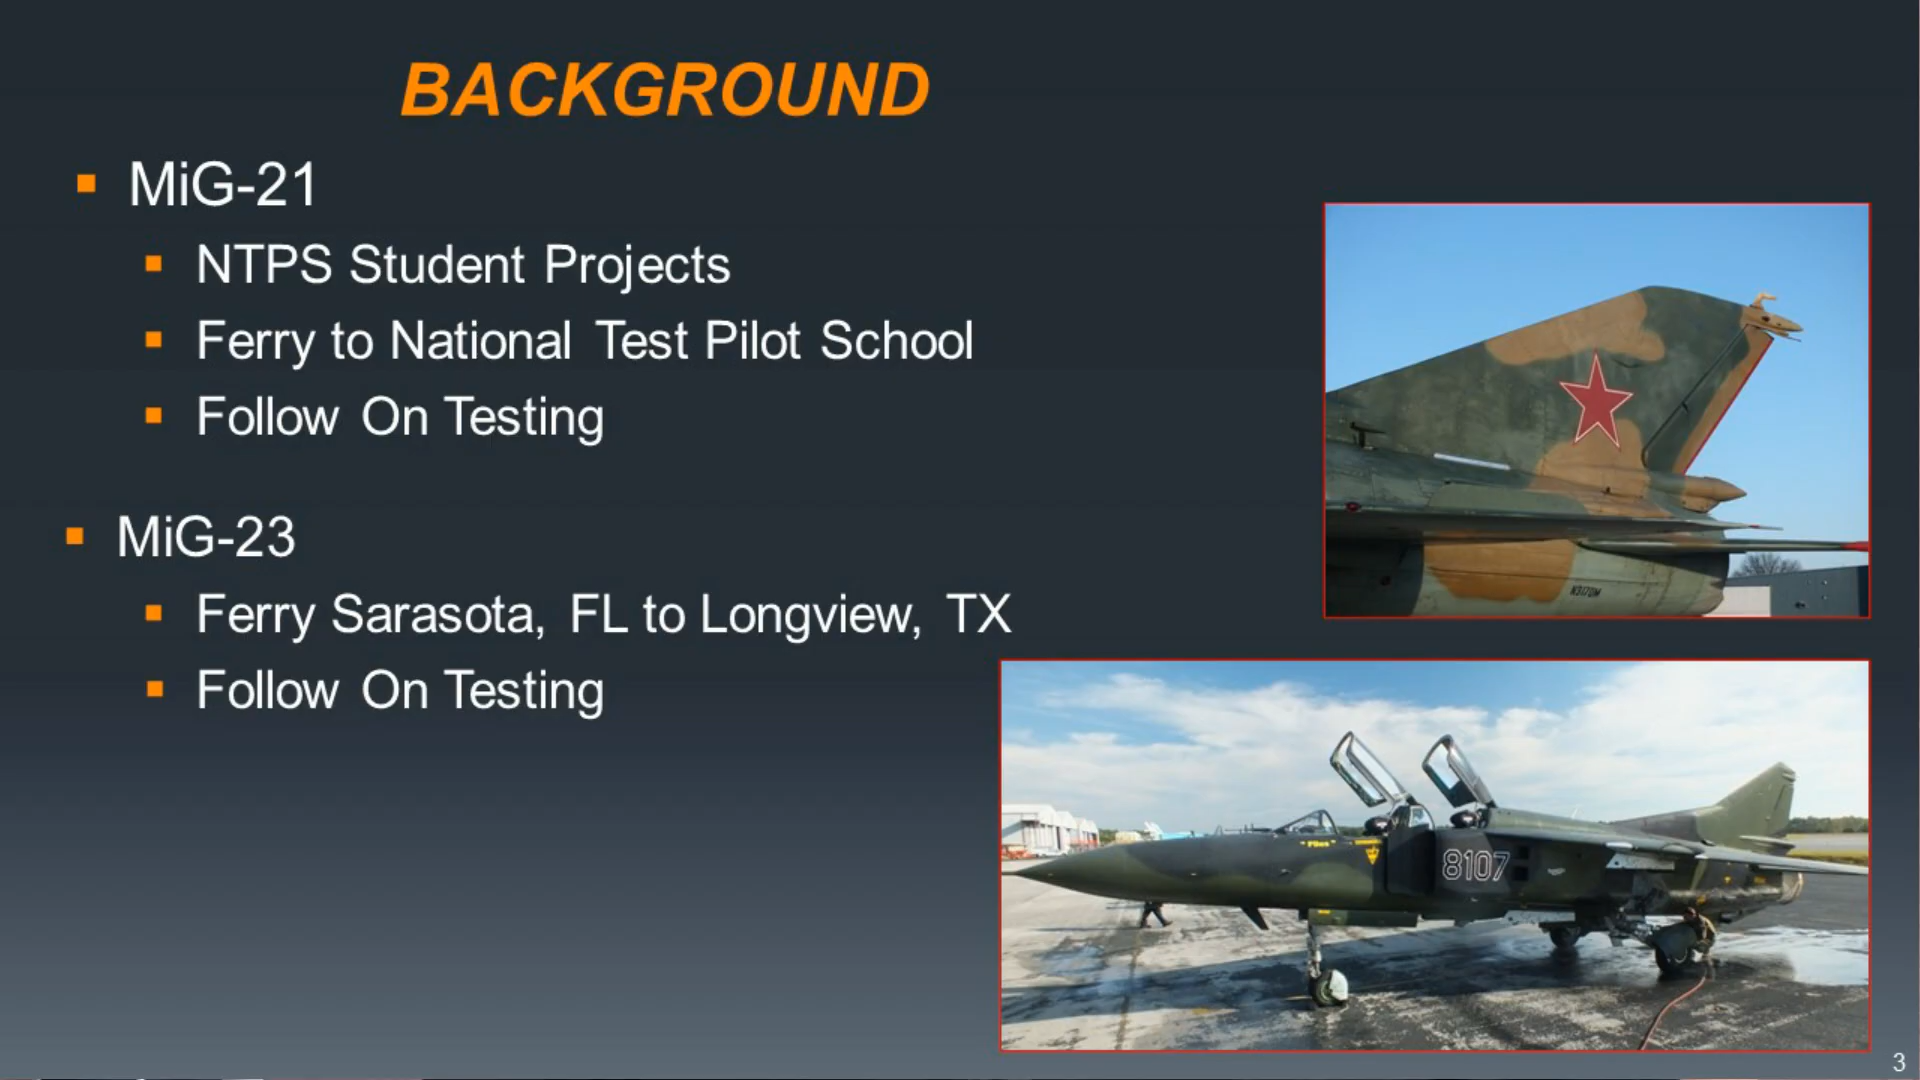 BACKGROUND
MiG-21
NTPS Student Projects
Ferry to National Test Pilot School
Follow On Testing
MiG-23
Ferry Sarasota, FL to Longview, TX
Follow On Testing
N317DM
8107
3